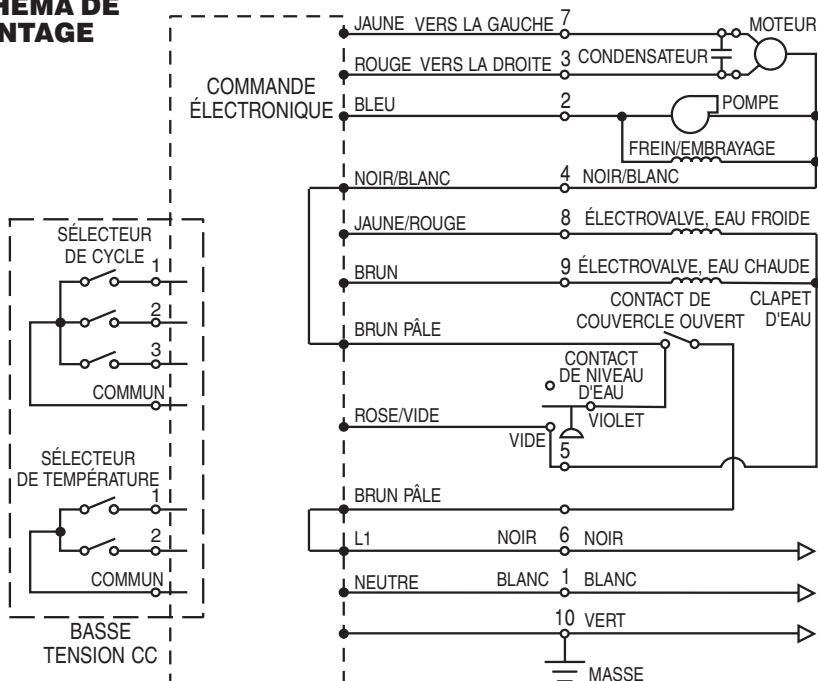 HÉMA DE
NTAGE
JAUNE VERS LA GAUCHE 7
MOTEUR
ROUGE VERS LA DROITE 3 CONDENSATEUR
COMMANDE
ÉLECTRONIQUE
BLEU 2 POMPE
FREIN/EMBRAYAGE
NOIR/BLANC 4 NOIR/BLANC
JAUNE/ROUGE 8 ÉLECTROVALVE, EAU FROIDE
BRUN 9 ÉLECTROVALVE, EAU CHAUDE
CLAPET
D'EAU
CONTACT DE
COUVERCLE OUVERT
BRUN PÂLE
CONTACT
DE NIVEAU
D'EAU
VIOLET
ROSE/VIDE
VIDE
5
BRUN PÂLE
L1 NOIR 6 NOIR
NEUTRE BLANC 1 BLANC
10 VERT
MASSE
SÉLECTEUR
DE CYCLE
1
2
3
COMMUN
SÉLECTEUR
DE TEMPÉRATURE
1
2
COMMUN
BASSE
TENSION CC